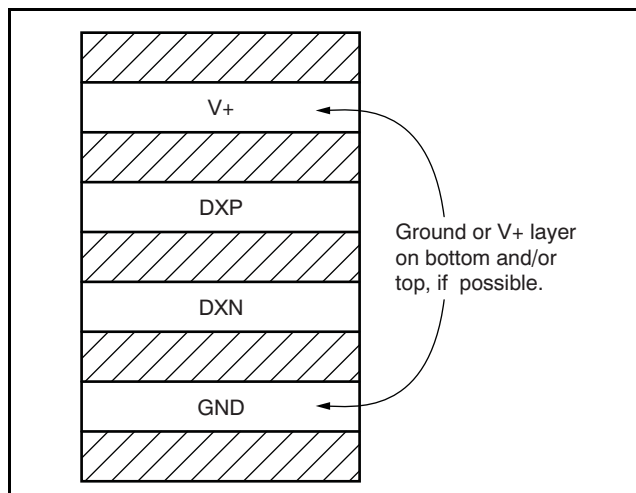 V+
DXP
DXN
GND
Ground or V+ layer
on bottom and/or
top, if possible.